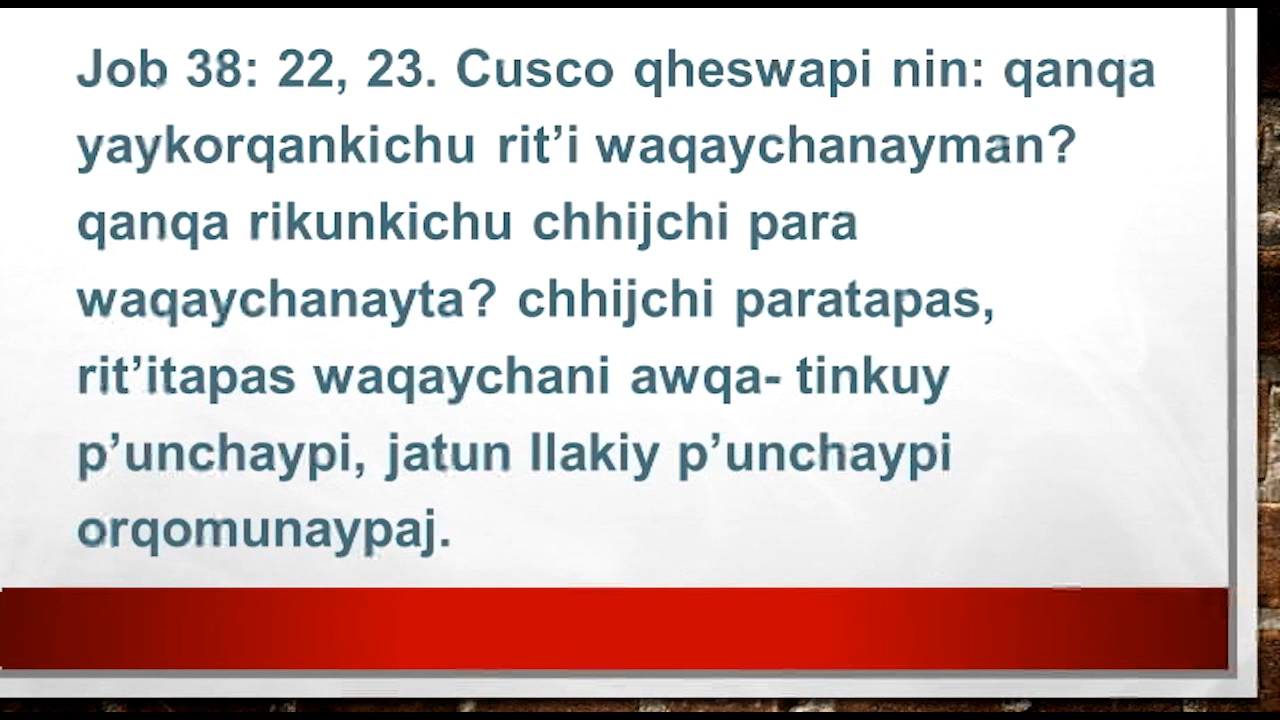 Job 38: 22, 23. Cusco qheswapi nin: qanqa
yaykorqankichu rit’i waqaychanayman?
qanqa rikunkichu chhijchi para
waqaychanayta? chhijchi paratapas,
rit’itapas waqaychani awqa- tinkuy
p’unchaypi, jatun llakiy p’unchaypi
orqomunaypaj.